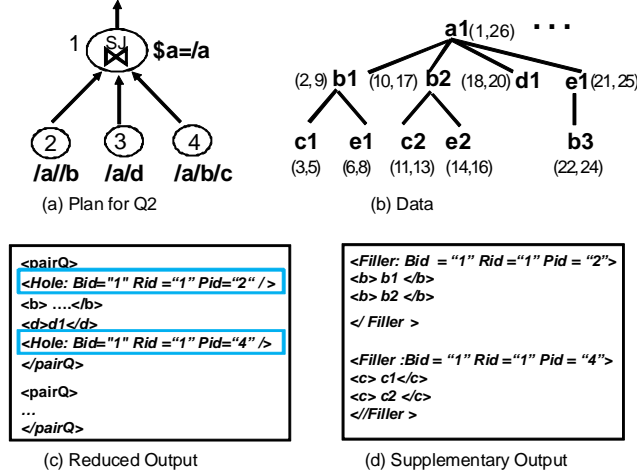 1 SJ $a=/a
2 3 4
/a//b /a/d /a/b/c
(a) Plan for Q2
a1(1,26) . . .
(2, 9) b1 (10, 17) b2 (18,20) d1 e1(21, 25)
c1 e1 c2 e2 b3
(3,5) (6,8) (11,13) (14,16) (22, 24)
(b) Data
<pairQ>
<Hole: Bid="1" Rid =“1” Pid=“2“ / >
<b> ….</b>
<d>d1</d>
<Hole: Bid="1" Rid =“1” Pid=“4” />
</pairQ>
<pairQ>
...
</pairQ>
(c) Reduced Output
<Filler: Bid = “1” Rid =“1” Pid = “2”>
<b> b1 </b>
<b> b2 </b>
</ Filler >
<Filler :Bid = “1” Rid =“1” Pid = “4”>
<c> c1</c>
<c> c2 </c>
<//Filler >
(d) Supplementary Output